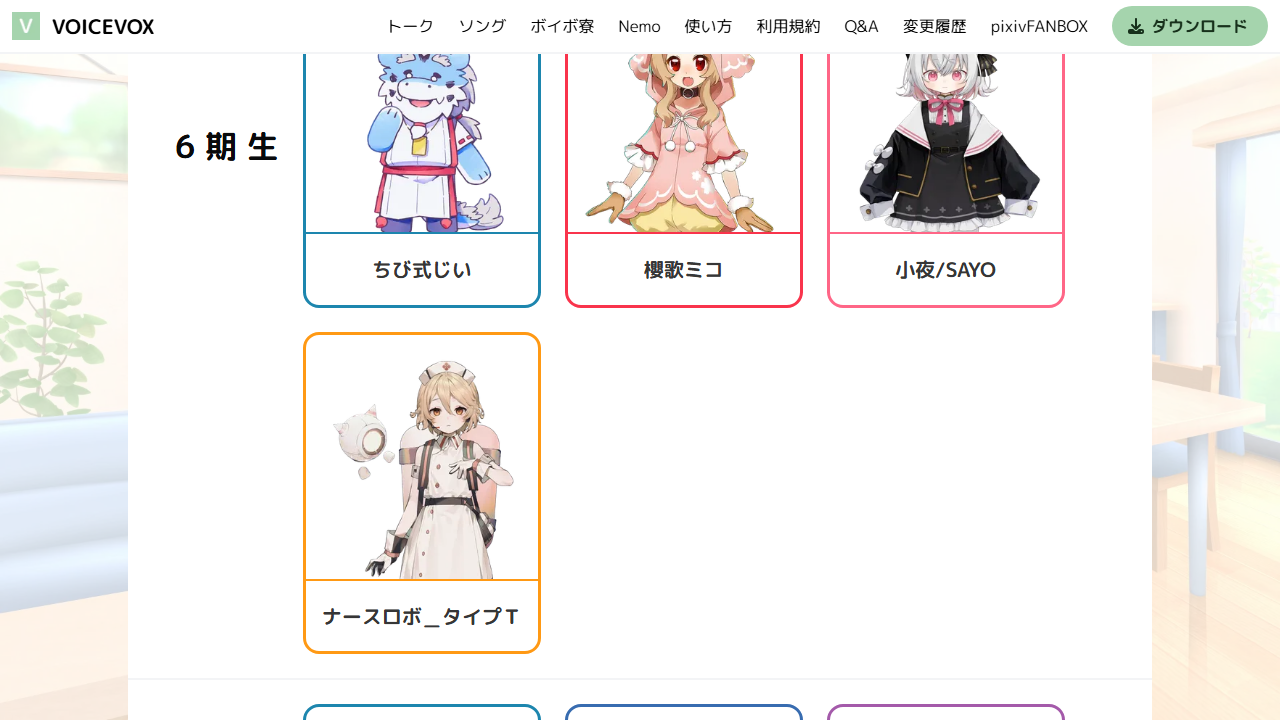 V VOICEVOX トーク ソング ボイボ寮 Nemo 使い方 利用規約 Q&A 変更履歴 pixivFANBOX ダウンロード
6期生
ちび式じい 櫻歌ミコ 小夜/SAYO
ナースロボ＿タイプＴ